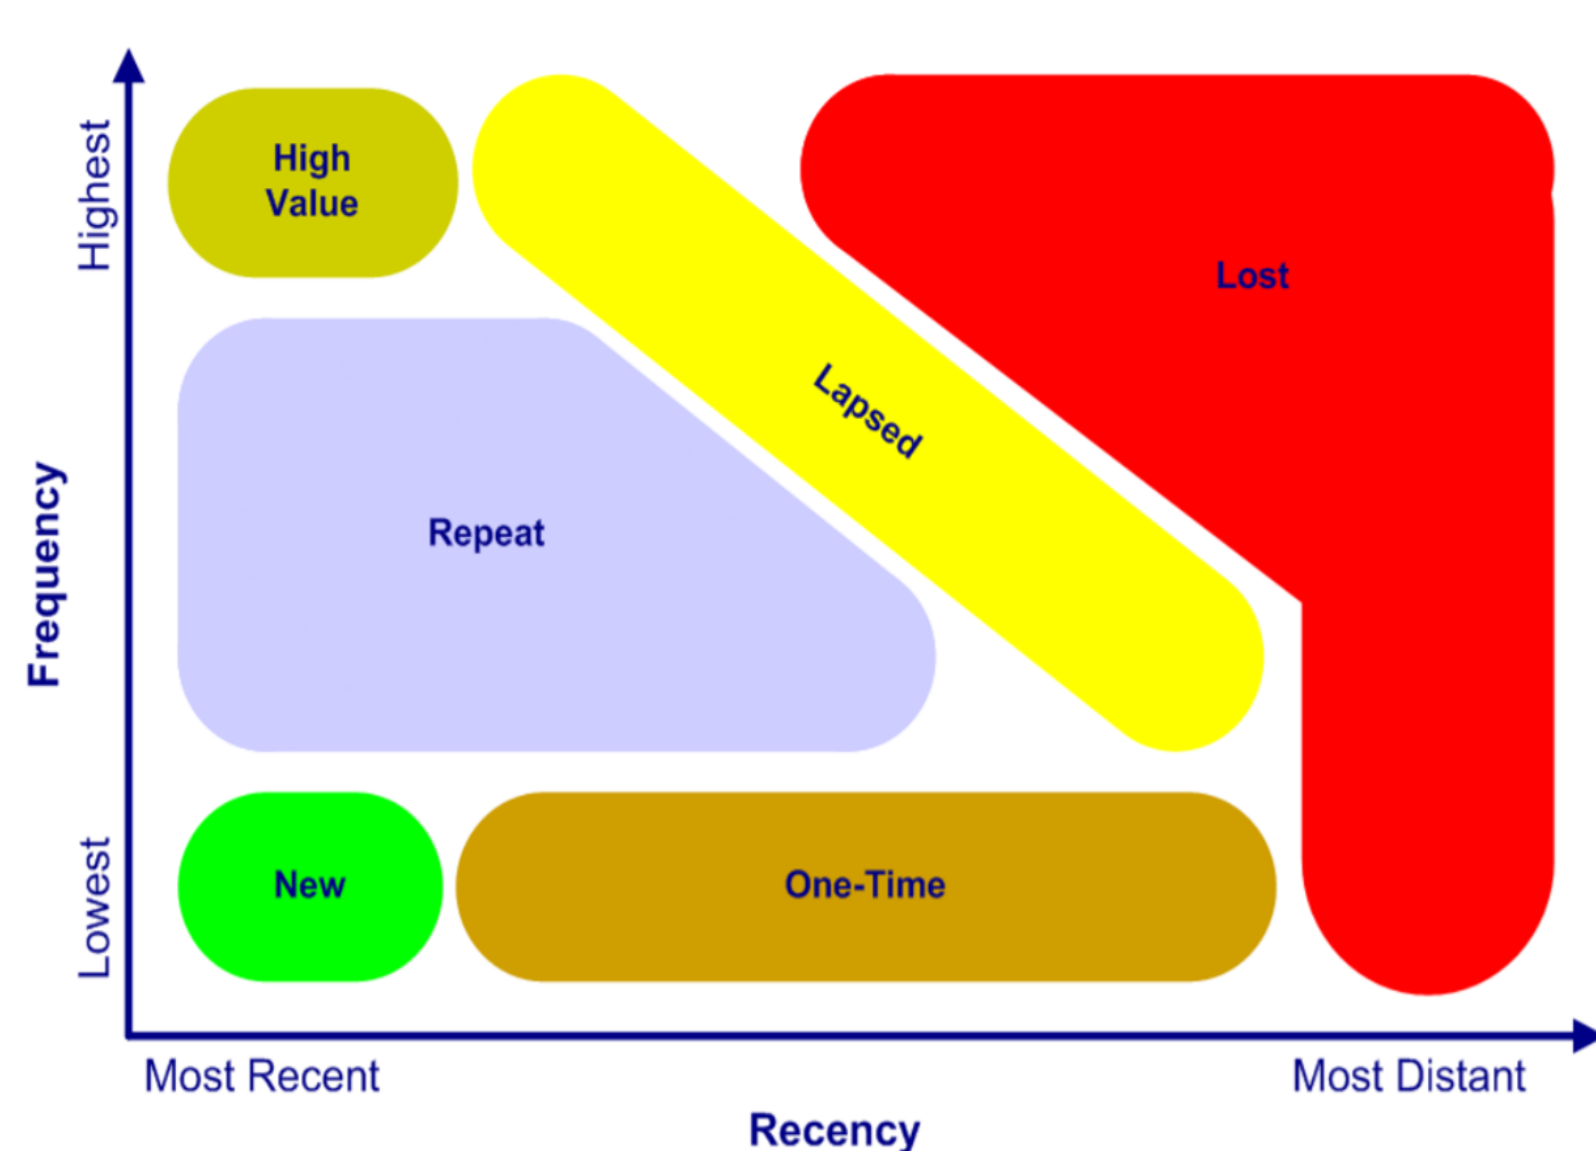 Highest
High
Value
Lost
Lapsed
Frequency
Repeat
Lowest
New
One-Time
Most Recent
Most Distant
Recency